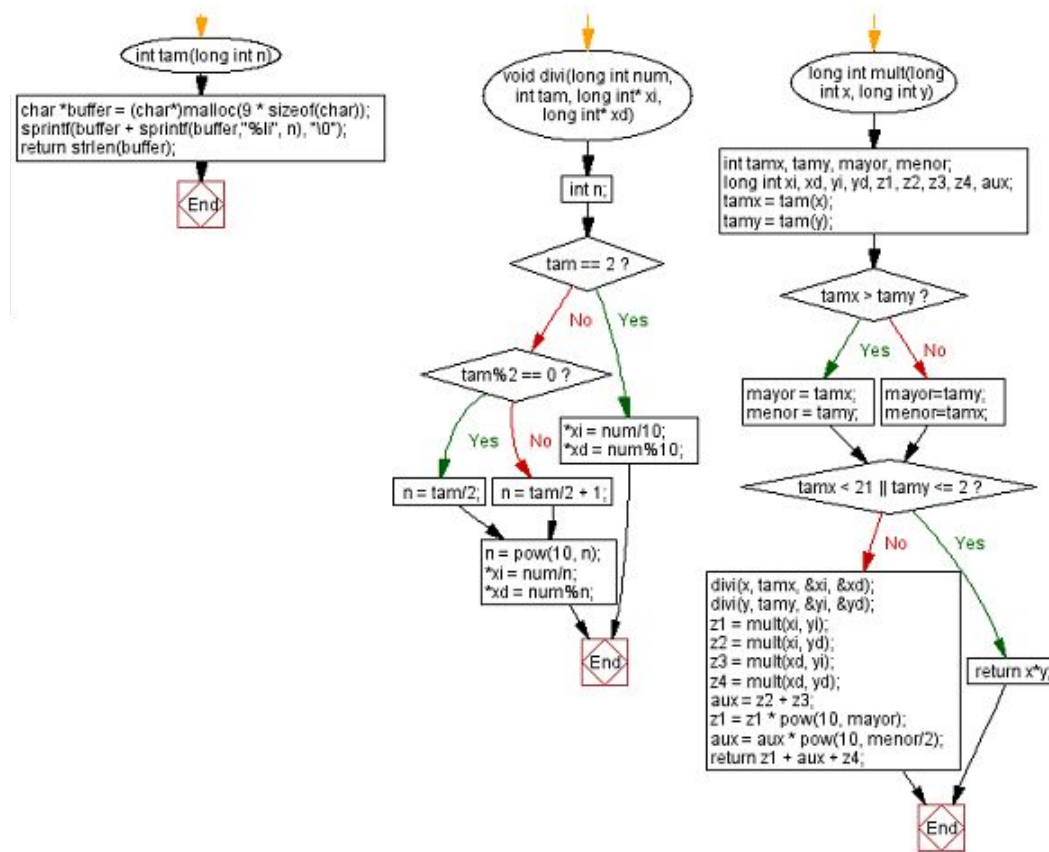 int tam(long int n)
char *buffer = (char*)malloc(9 * sizeof(char));
sprintf(buffer + sprintf(buffer,"%li", n), "\0");
return strlen(buffer);
End
void divi(long int num,
int tam, long int* xi,
long int* xd)
int n;
tam == 2 ?
No
Yes
tam%2 == 0 ?
Yes
No
*xi = num/10;
*xd = num%10;
n = tam/2;
n = tam/2 + 1;
n = pow(10, n);
*xi = num/n;
*xd = num%n;
End
long int mult(long
int x, long int y)
int tamx, tamy, mayor, menor;
long int xi, xd, yi, yd, z1, z2, z3, z4, aux;
tamx = tam(x);
tamy = tam(y);
tamx > tamy ?
Yes
No
mayor = tamx;
menor = tamy;
mayor=tamy;
menor=tamx;
tamx < 21 || tamy <= 2 ?
No
Yes
divi(x, tamx, &xi, &xd);
divi(y, tamy, &yi, &yd);
z1 = mult(xi, yi);
z2 = mult(xi, yd);
z3 = mult(xd, yi);
z4 = mult(xd, yd);
aux = z2 + z3;
z1 = z1 * pow(10, mayor);
aux = aux * pow(10, menor/2);
return z1 + aux + z4;
return x*y;
End